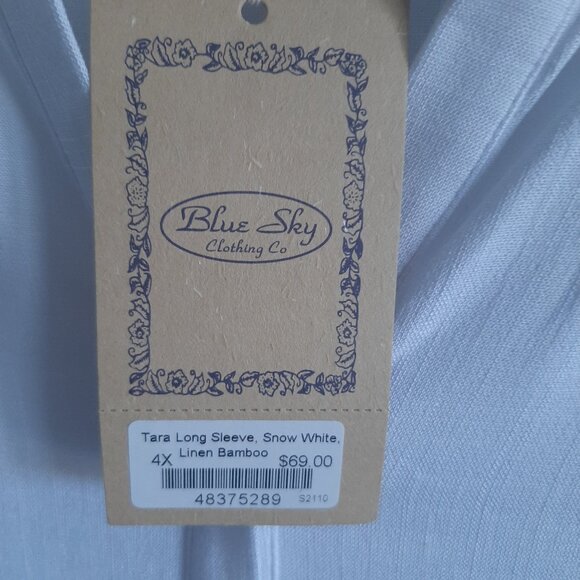 Blue Sky
Clothing Co
Tara Long Sleeve, Snow White,
Linen Bamboo
4X $69.00
48375289 S2110